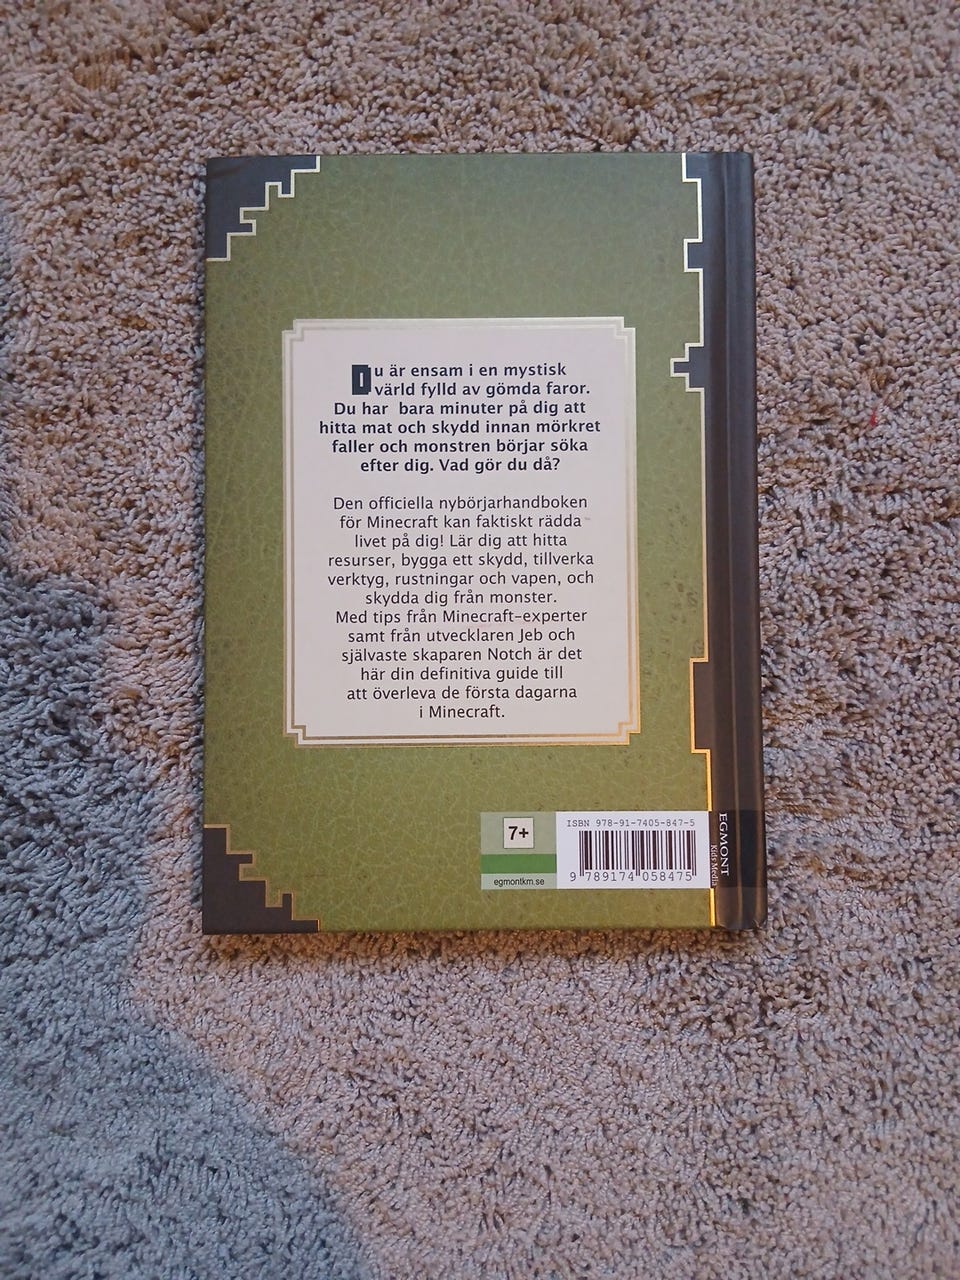 Du är ensam i en mystisk
värld fylld av gömda faror.
Du har  bara minuter på dig att
hitta mat och skydd innan mörkret
faller och monstren börjar söka
efter dig. Vad gör du då?
Den officiella nybörjarhandboken
för Minecraft kan faktiskt rädda
livet på dig! Lär dig att hitta
resurser, bygga ett skydd, tillverka
verktyg, rustningar och vapen, och
skydda dig från monster.
Med tips från Minecraft-experter
samt från utvecklaren Jeb och
självaste skaparen Notch är det
här din definitiva guide till
att överleva de första dagarna
i Minecraft.
7+
egmontkm.se
ISBN 978-91-7405-847-5
9 789174 058475
EGMONT
Kids Media